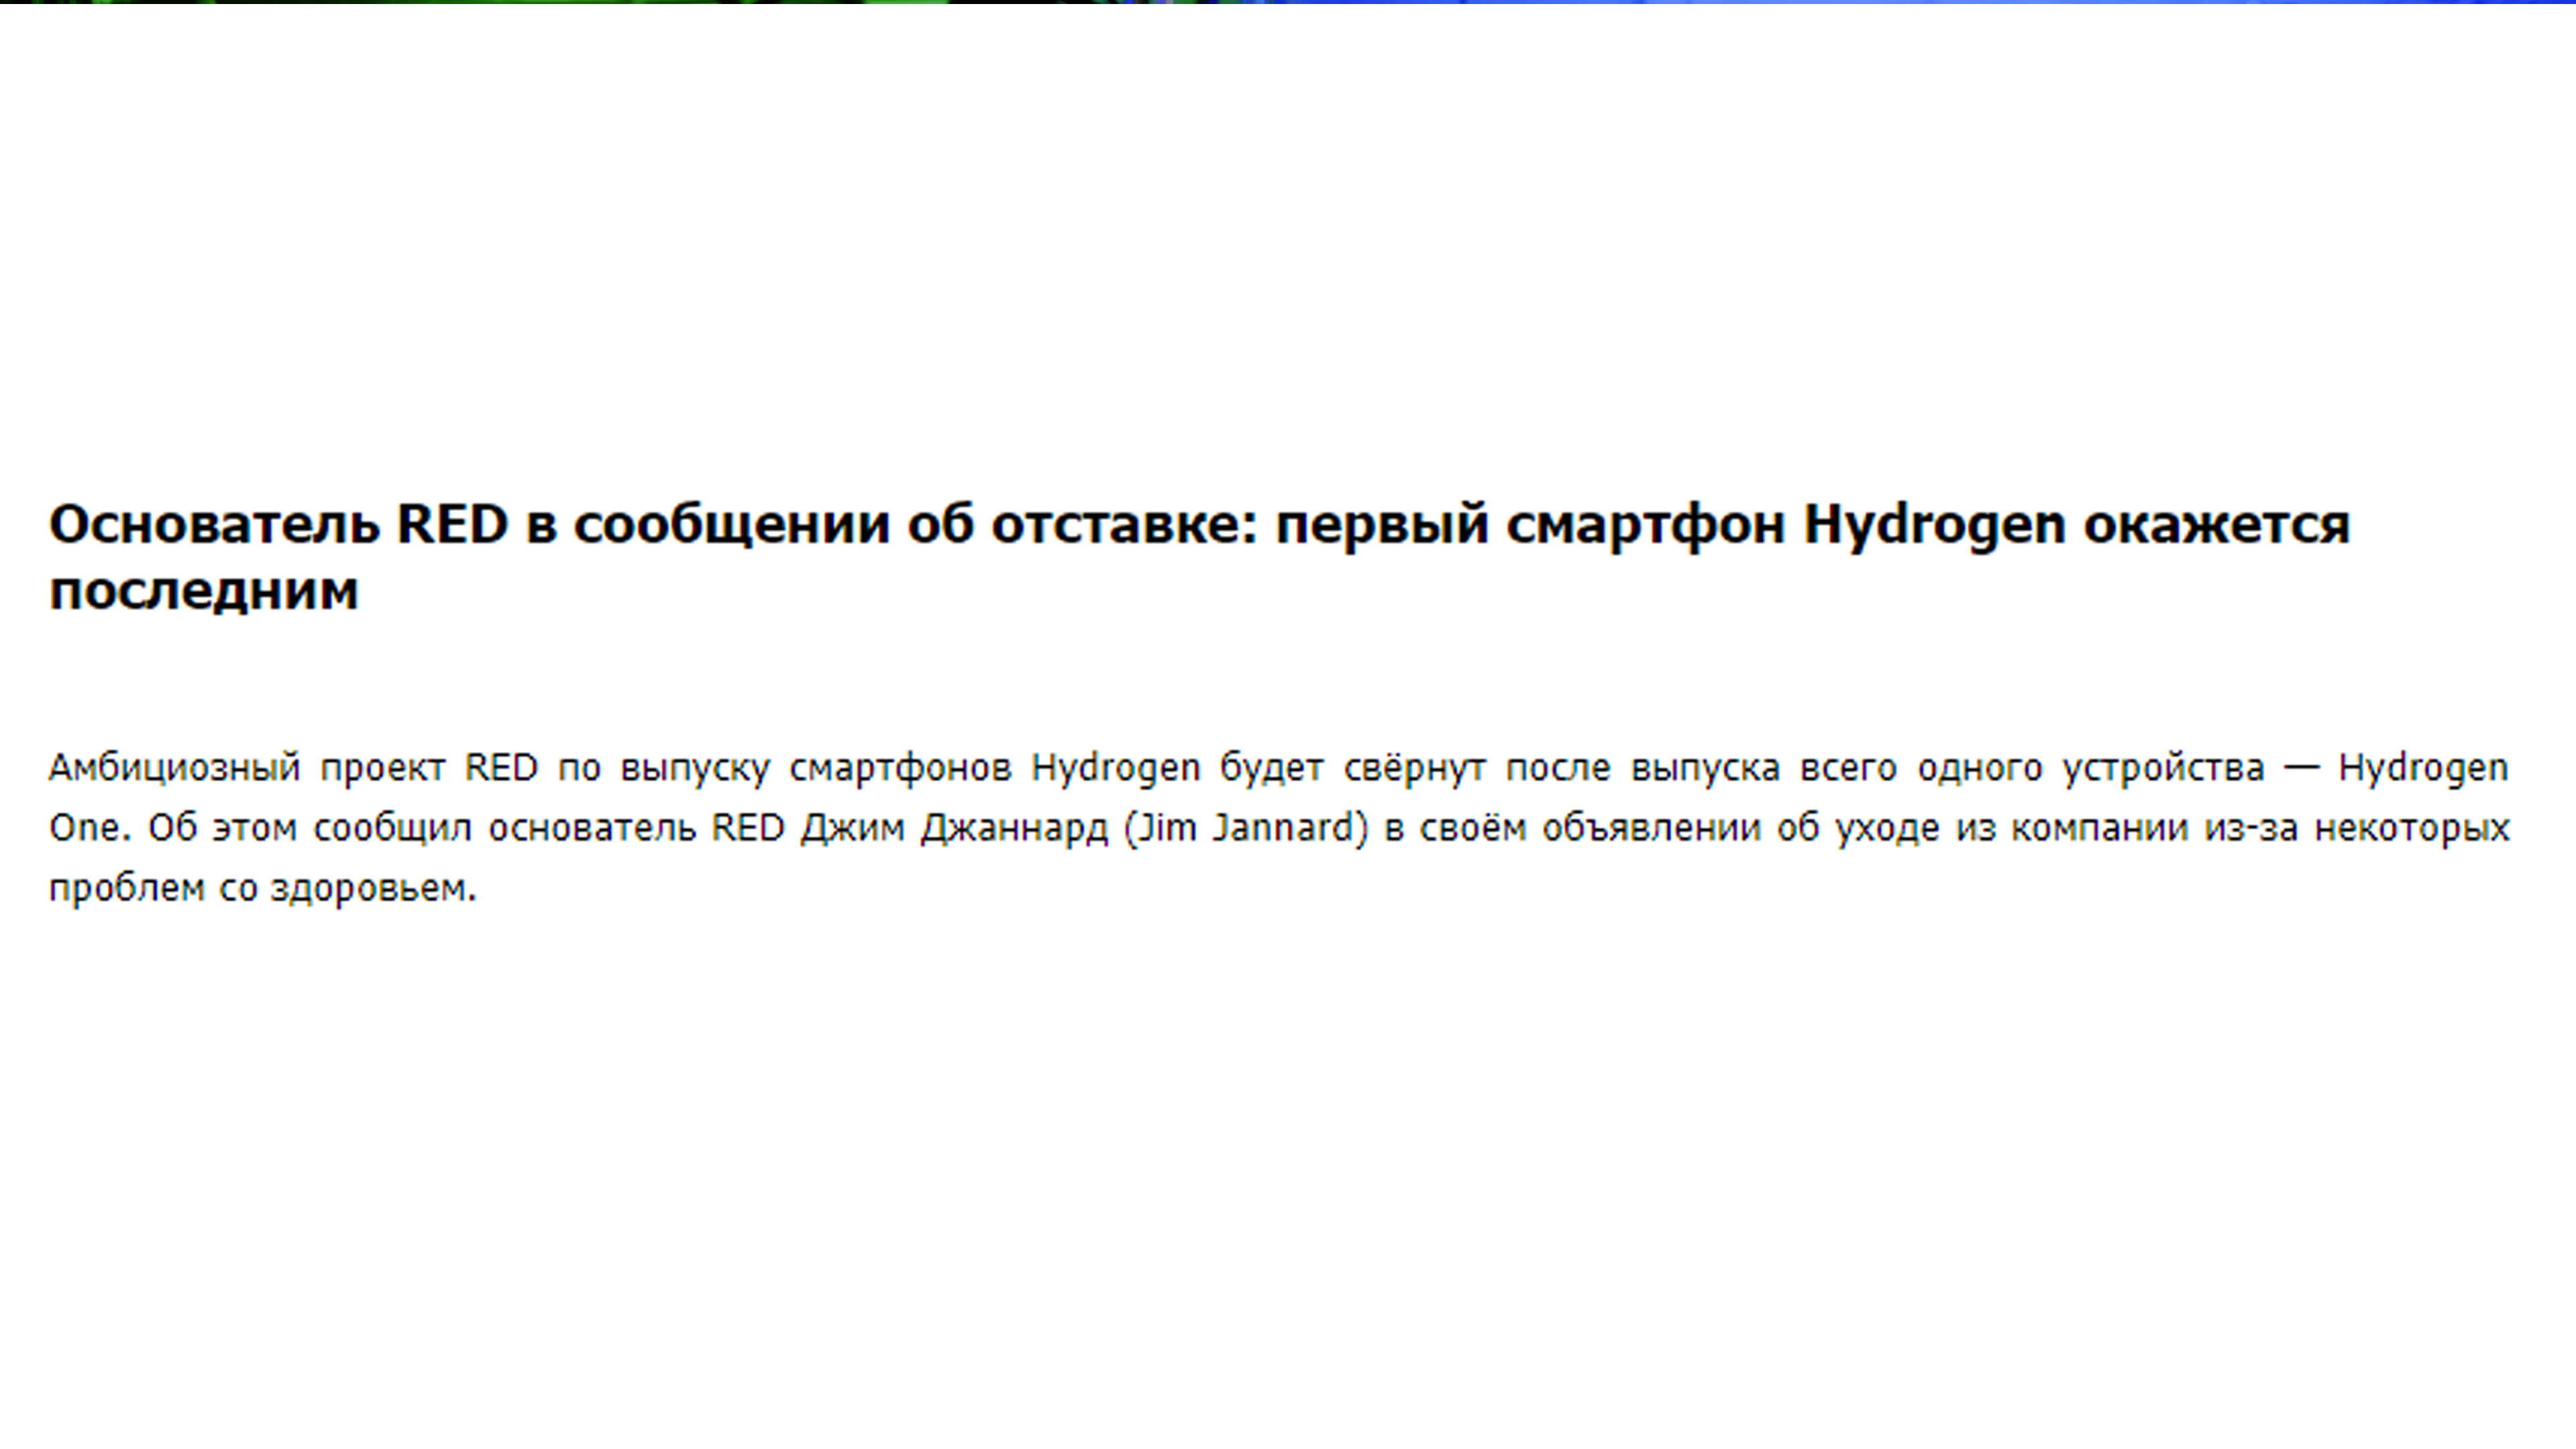 Основатель RED в сообщении об отставке: первый смартфон Hydrogen окажется
последним
Амбициозный проект RED по выпуску смартфонов Hydrogen будет свёрнут после выпуска всего одного устройства — Hydrogen
One. Об этом сообщил основатель RED Джим Джаннард (Jim Jannard) в своём объявлении об уходе из компании из-за некоторых
проблем со здоровьем.